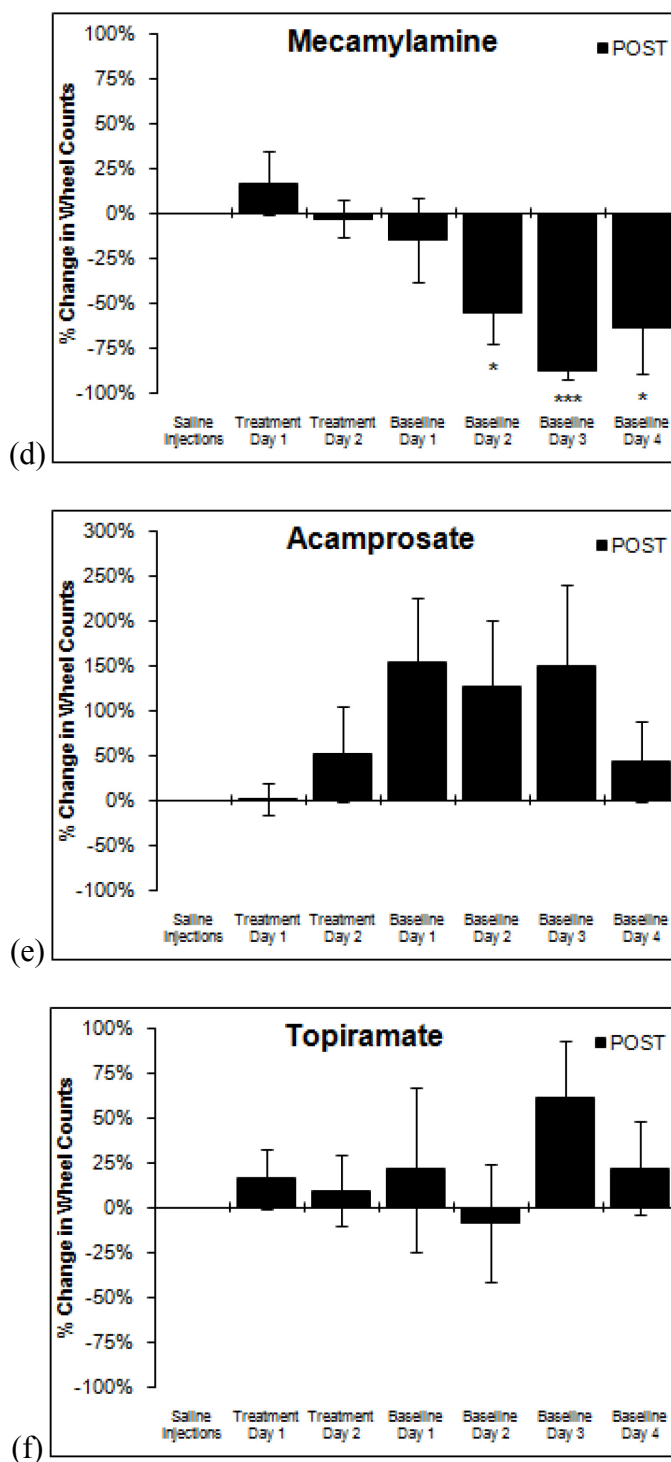 Mecamylamine
POST
100%
75%
50%
25%
0%
-25%
-50%
-75%
-100%
% Change in Wheel Counts
*
***
*
Saline Injections
Treatment Day 1
Treatment Day 2
Baseline Day 1
Baseline Day 2
Baseline Day 3
Baseline Day 4
(d)
Acamprosate
POST
300%
250%
200%
150%
100%
50%
0%
-50%
-100%
% Change in Wheel Counts
Saline Injections
Treatment Day 1
Treatment Day 2
Baseline Day 1
Baseline Day 2
Baseline Day 3
Baseline Day 4
(e)
Topiramate
POST
100%
75%
50%
25%
0%
-25%
-50%
-75%
-100%
% Change in Wheel Counts
Saline Injections
Treatment Day 1
Treatment Day 2
Baseline Day 1
Baseline Day 2
Baseline Day 3
Baseline Day 4
(f)